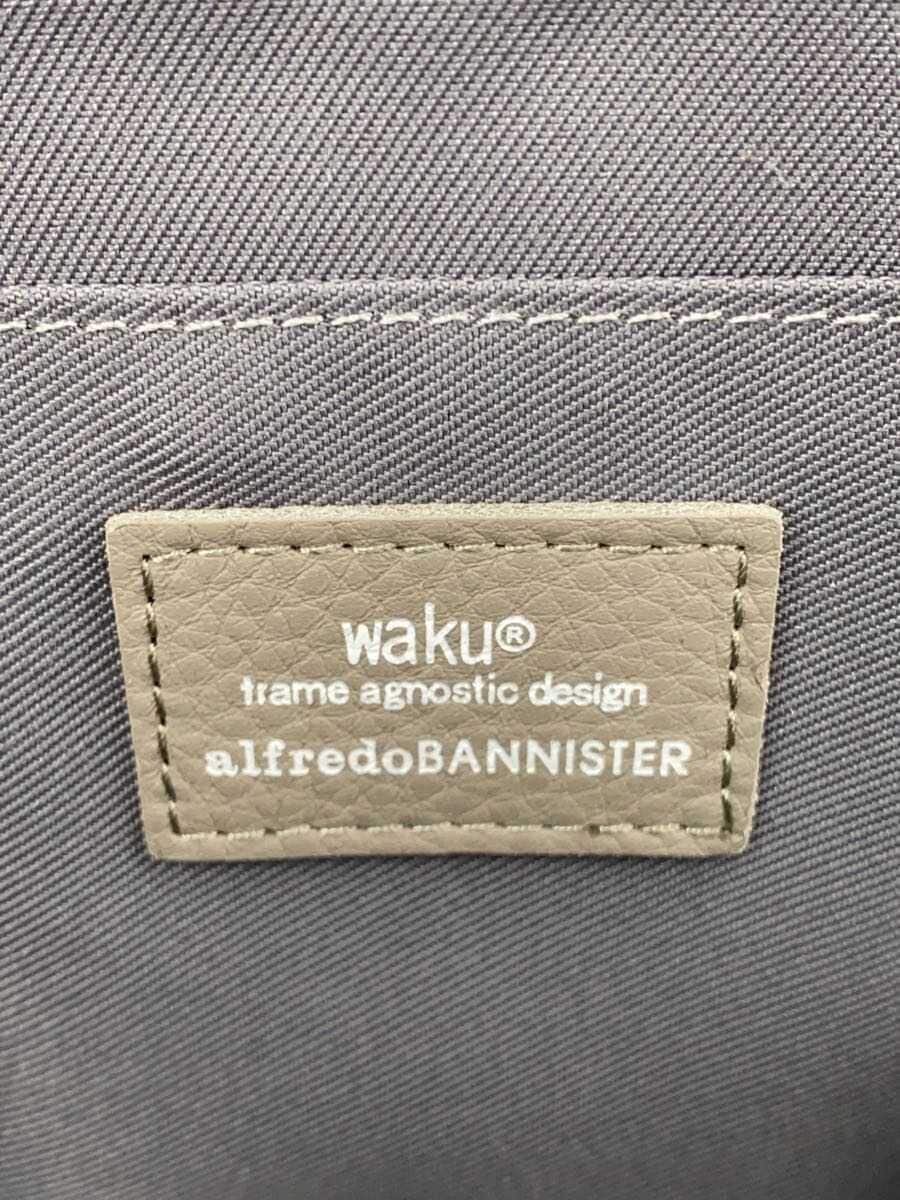 waku®
frame agnostic design
alfredoBANNISTER